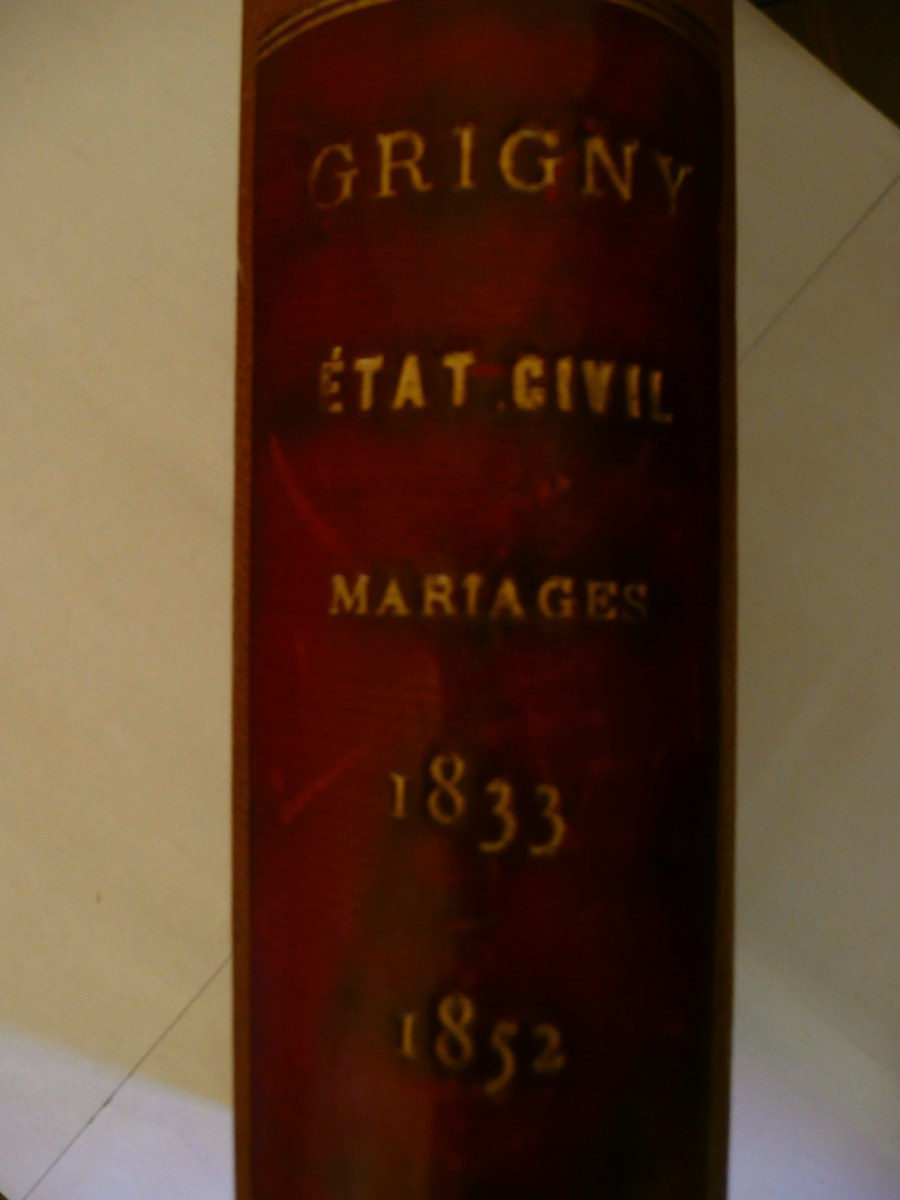 GRIGNY
ÉTAT CIVIL
MARIAGES
1833
1852